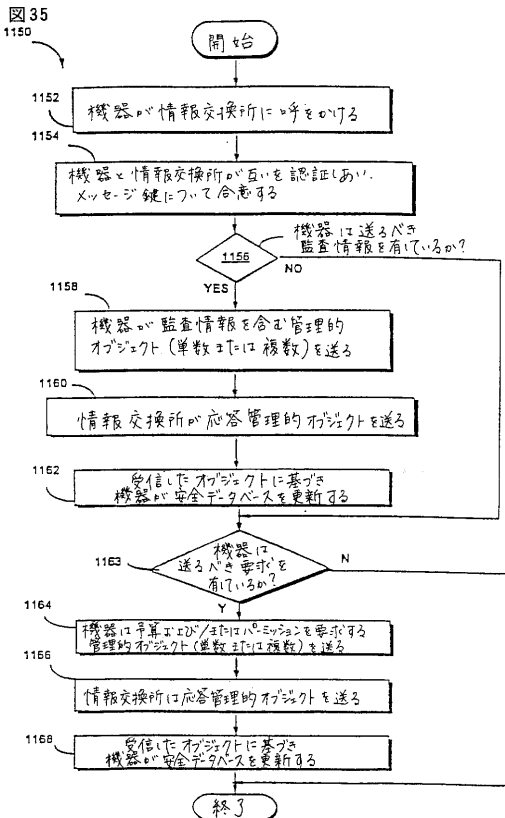 図35
1150
開始
1152
機器が情報交換所に呼をかける
1154
機器と情報交換所が互いを認証しあい、
メッセージ鍵について合意する
機器は送るべき
監査情報を有しているか?
1156
NO
YES
1158
機器が監査情報を含む管理的
オブジェクト(単数または複数)を送る
1160
情報交換所が応答管理的オブジェクトを送る
1162
受信したオブジェクトに基づき
機器が安全データベースを更新する
1163
機器は
送るべき要求を
有しているか?
N
Y
1164
機器は予算および/またはパーミッションを要求する
管理的オブジェクト(単数または複数)を送る
1166
情報交換所は応答管理的オブジェクトを送る
1168
受信したオブジェクトに基づき
機器が安全データベースを更新する
終了